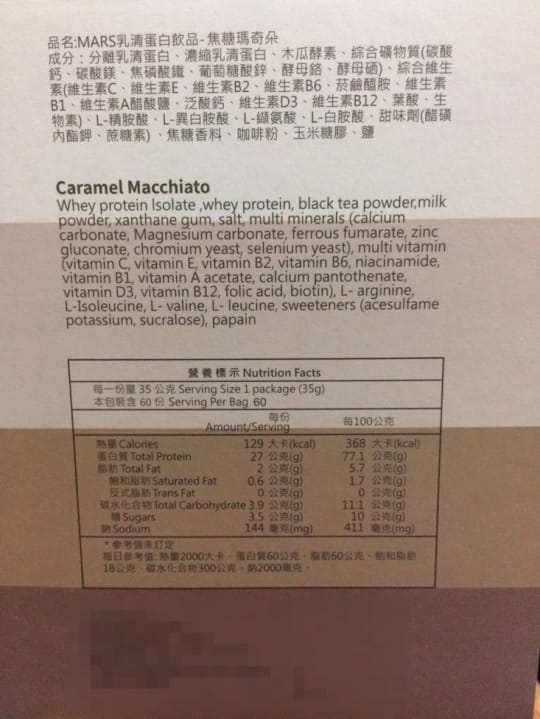 品名:MARS乳清蛋白飲品-焦糖瑪奇朵
成分：分離乳清蛋白、濃縮乳清蛋白、木瓜酵素、綜合礦物質(碳酸
鈣、碳酸鎂、焦磷酸鐵、葡萄糖酸鋅、酵母鉻、酵母硒)、綜合維生
素(維生素C、維生素E、維生素B2、維生素B6、菸鹼醯胺、維生素
B1、維生素A醋酸鹽、泛酸鈣、維生素D3、維生素B12、葉酸、生
物素)、L-精胺酸、L-異白胺酸、L-纈氨酸、L-白胺酸、甜味劑(醋磺
內酯鉀、蔗糖素)、焦糖香料、咖啡粉、玉米糖膠、鹽
Caramel Macchiato
Whey protein Isolate ,whey protein, black tea powder,milk
powder, xanthane gum, salt, multi minerals (calcium
carbonate, Magnesium carbonate, ferrous fumarate, zinc
gluconate, chromium yeast, selenium yeast), multi vitamin
(vitamin C, vitamin E, vitamin B2, vitamin B6, niacinamide,
vitamin B1, vitamin A acetate, calcium pantothenate,
vitamin D3, vitamin B12, folic acid, biotin), L- arginine,
L-Isoleucine, L- valine, L- leucine, sweeteners (acesulfame
potassium, sucralose), papain
營養標示 Nutrition Facts
每一份量 35 公克 Serving Size 1 package (35g)
本包裝含 60 份 Serving Per Bag 60
每份 每100公克
Amount/Serving
熱量 Calories 129 大卡(kcal) 368 大卡(kcal)
蛋白質 Total Protein 27 公克(g) 77.1 公克(g)
脂肪 Total Fat 2 公克(g) 5.7 公克(g)
飽和脂肪 Saturated Fat 0.6 公克(g) 1.7 公克(g)
反式脂肪 Trans Fat 0 公克(g) 0 公克(g)
碳水化合物 Total Carbohydrate 3.9 公克(g) 11.1 公克(g)
糖 Sugars 3.5 公克(g) 10 公克(g)
鈉 Sodium 144 毫克(mg) 411 毫克(mg)
*參考值未訂定
每日參考值: 熱量2000大卡、蛋白質60公克、脂肪60公克、飽和脂肪
18公克、碳水化合物300公克、鈉2000毫克。